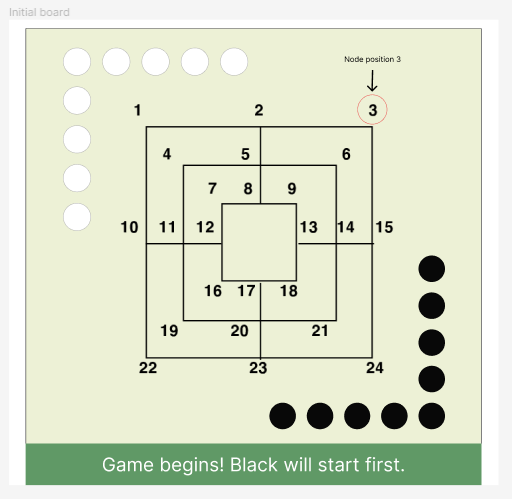 Initial board
Node position 3
1 2 3
4 5 6
7 8 9
10 11 12 13 14 15
16 17 18
19 20 21
22 23 24
Game begins! Black will start first.